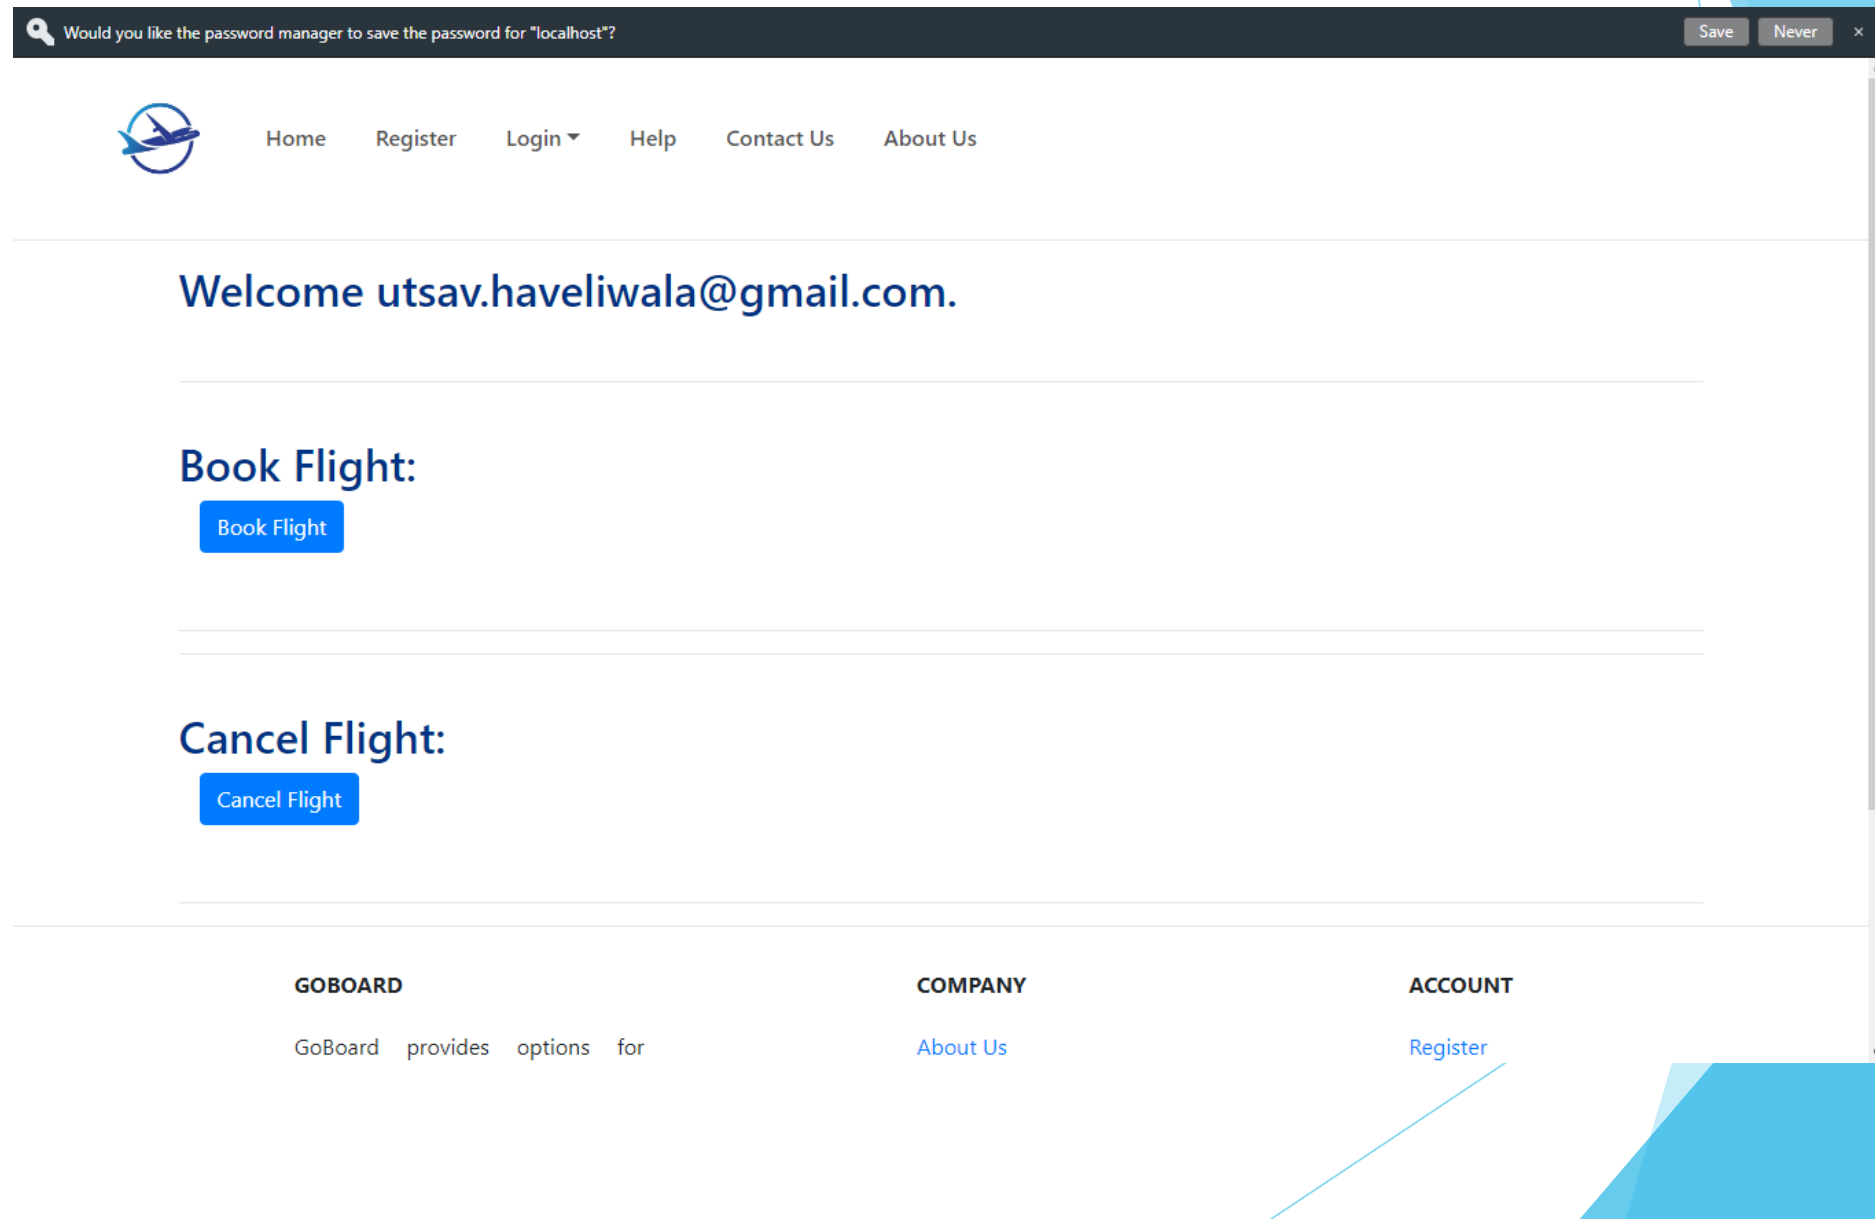 Would you like the password manager to save the password for "localhost"?
Save Never ×
Home Register Login Help Contact Us About Us
Welcome utsav.haveliwala@gmail.com.
Book Flight:
Book Flight
Cancel Flight:
Cancel Flight
GOBOARD COMPANY ACCOUNT
GoBoard provides options for About Us Register